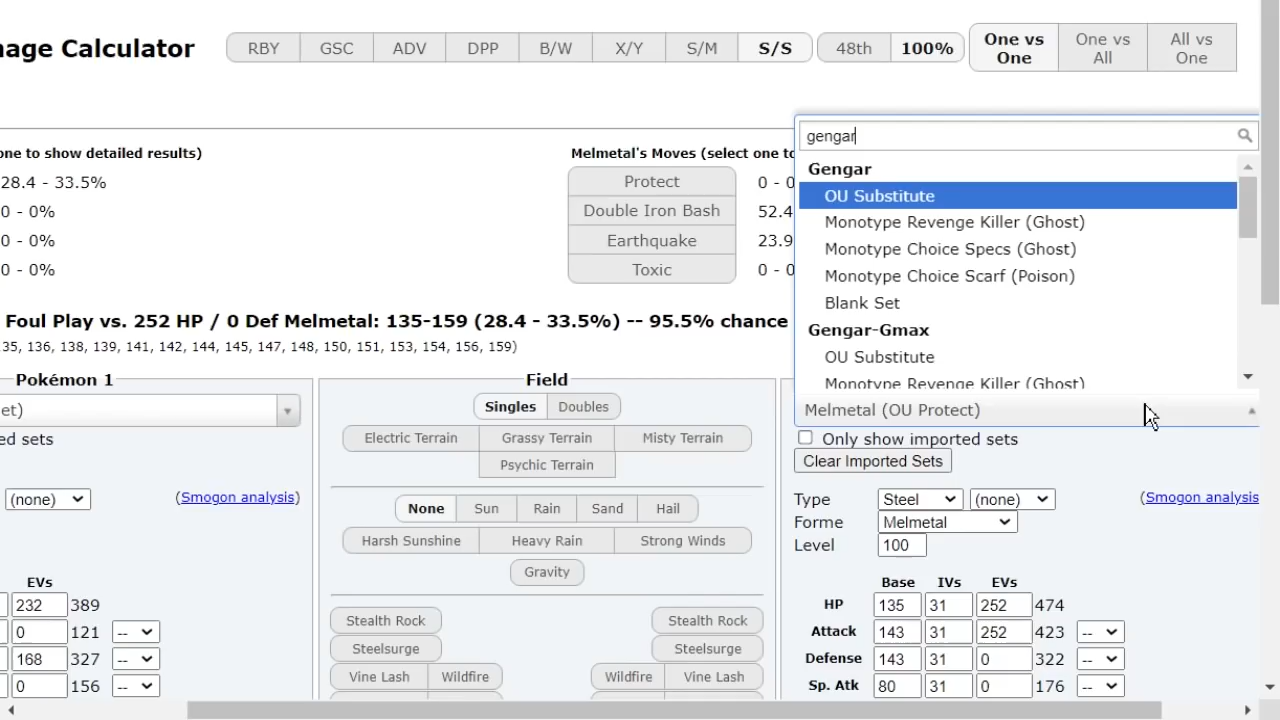 nage Calculator
RBY GSC ADV DPP B/W X/Y S/M S/S
48th 100%
One vs One
One vs All
All vs One
one to show detailed results)
28.4 - 33.5%
0 - 0%
0 - 0%
0 - 0%
Melmetal's Moves (select one to
Protect 0 - 0
Double Iron Bash 52.4
Earthquake 23.9
Toxic 0 - 0
gengar
Gengar
OU Substitute
Monotype Revenge Killer (Ghost)
Monotype Choice Specs (Ghost)
Monotype Choice Scarf (Poison)
Blank Set
Gengar-Gmax
OU Substitute
Monotype Revenge Killer (Ghost)
Foul Play vs. 252 HP / 0 Def Melmetal: 135-159 (28.4 - 33.5%) -- 95.5% chance
35, 136, 138, 139, 141, 142, 144, 145, 147, 148, 150, 151, 153, 154, 156, 159)
Pokémon 1
et)
ed sets
(none) (Smogon analysis)
EVs
232 389
0 121 --
168 327 --
0 156 --
Field
Singles Doubles
Electric Terrain Grassy Terrain Misty Terrain
Psychic Terrain
None Sun Rain Sand Hail
Harsh Sunshine Heavy Rain Strong Winds
Gravity
Stealth Rock Stealth Rock
Steelsurge Steelsurge
Vine Lash Wildfire Wildfire Vine Lash
Melmetal (OU Protect)
Only show imported sets
Clear Imported Sets
Type Steel (none) (Smogon analysis
Forme Melmetal
Level 100
Base IVs EVs
HP 135 31 252 474
Attack 143 31 252 423 --
Defense 143 31 0 322 --
Sp. Atk 80 31 0 176 --